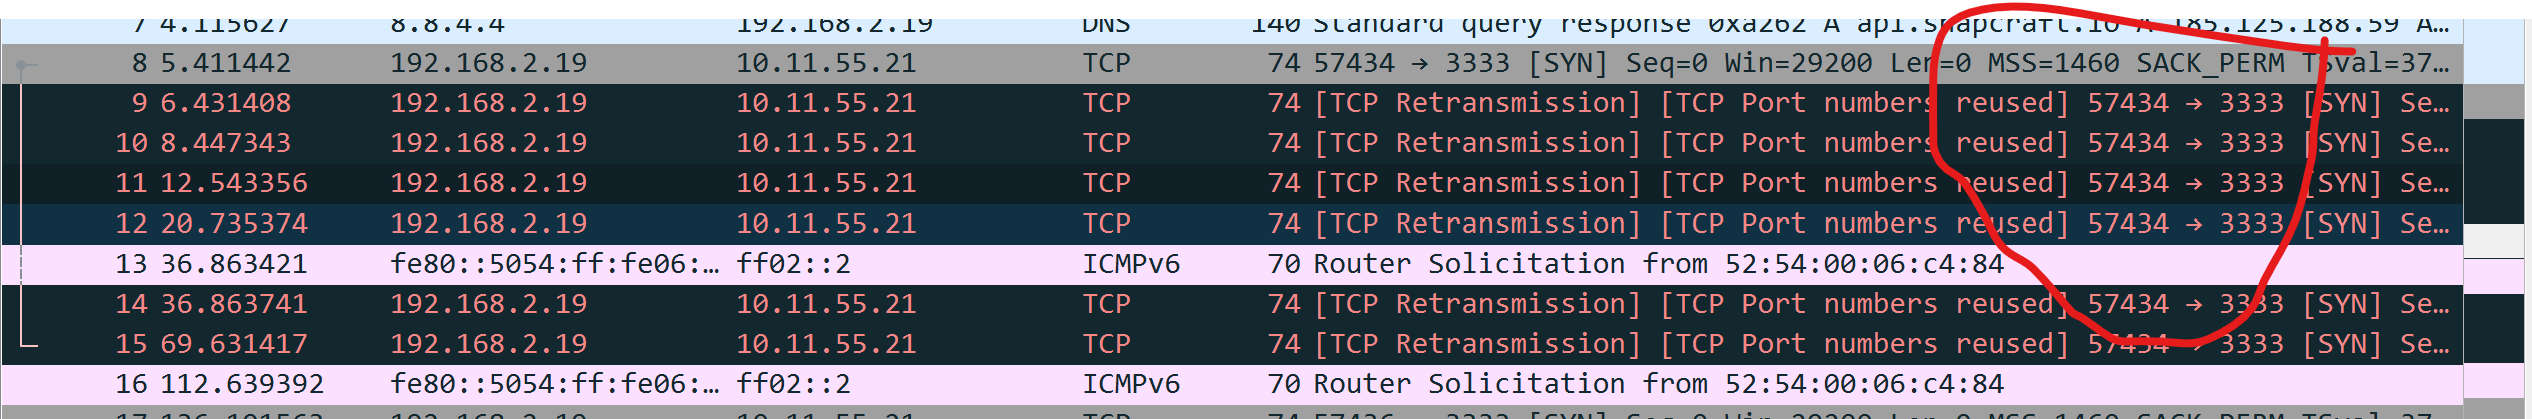 7 4.115627 8.8.4.4 192.168.2.19 DNS 140 Standard query response 0xa262 A api.snapcraft.io A 185.125.188.59 A…
8 5.411442 192.168.2.19 10.11.55.21 TCP 74 57434 → 3333 [SYN] Seq=0 Win=29200 Len=0 MSS=1460 SACK_PERM TSval=37…
9 6.431408 192.168.2.19 10.11.55.21 TCP 74 [TCP Retransmission] [TCP Port numbers reused] 57434 → 3333 [SYN] Se…
10 8.447343 192.168.2.19 10.11.55.21 TCP 74 [TCP Retransmission] [TCP Port numbers reused] 57434 → 3333 [SYN] Se…
11 12.543356 192.168.2.19 10.11.55.21 TCP 74 [TCP Retransmission] [TCP Port numbers reused] 57434 → 3333 [SYN] Se…
12 20.735374 192.168.2.19 10.11.55.21 TCP 74 [TCP Retransmission] [TCP Port numbers reused] 57434 → 3333 [SYN] Se…
13 36.863421 fe80::5054:ff:fe06:… ff02::2 ICMPv6 70 Router Solicitation from 52:54:00:06:c4:84
14 36.863741 192.168.2.19 10.11.55.21 TCP 74 [TCP Retransmission] [TCP Port numbers reused] 57434 → 3333 [SYN] Se…
15 69.631417 192.168.2.19 10.11.55.21 TCP 74 [TCP Retransmission] [TCP Port numbers reused] 57434 → 3333 [SYN] Se…
16 112.639392 fe80::5054:ff:fe06:… ff02::2 ICMPv6 70 Router Solicitation from 52:54:00:06:c4:84
192.168.2.19 10.11.55.21 TCP 74 57436 → 3333 [SYN] Seq=0 Win=29200 Len=0 MSS=1460 SACK_PERM TSval=37…